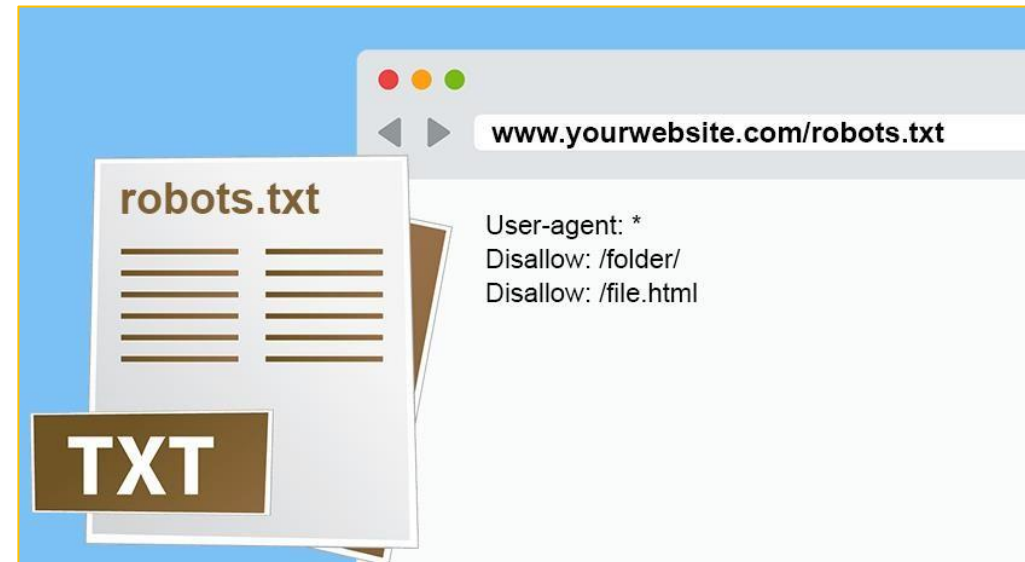 www.yourwebsite.com/robots.txt
robots.txt
User-agent: *
Disallow: /folder/
Disallow: /file.html
TXT